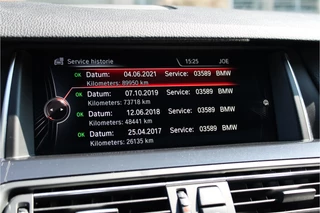 Service historie 15:25 JOE
OK Datum: 04.06.2021 Service: 03589 BMW
Kilometers: 89950 km
OK Datum: 07.10.2019 Service: 03589 BMW
Kilometers: 73718 km
OK Datum: 12.06.2018 Service: 03589 BMW
Kilometers: 48441 km
OK Datum: 25.04.2017 Service: 03589 BMW
Kilometers: 26135 km